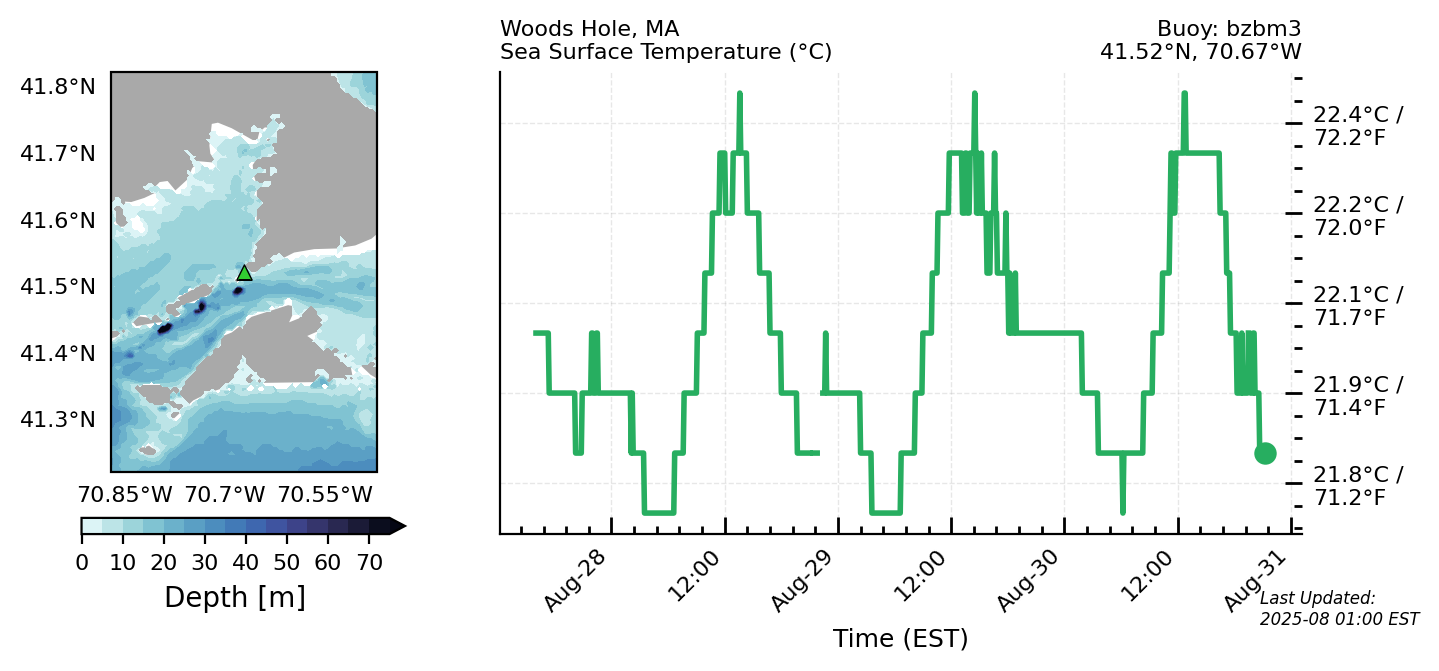 Woods Hole, MA
Sea Surface Temperature (°C)
Buoy: bzbm3
41.52°N, 70.67°W
41.8°N
41.7°N
41.6°N
41.5°N
41.4°N
41.3°N
70.85°W 70.7°W 70.55°W
0 10 20 30 40 50 60 70
Depth [m]
22.4°C /
72.2°F
22.2°C /
72.0°F
22.1°C /
71.7°F
21.9°C /
71.4°F
21.8°C /
71.2°F
Aug-28
12:00
Aug-29
12:00
Aug-30
12:00
Aug-31
Time (EST)
Last Updated:
2025-08 01:00 EST